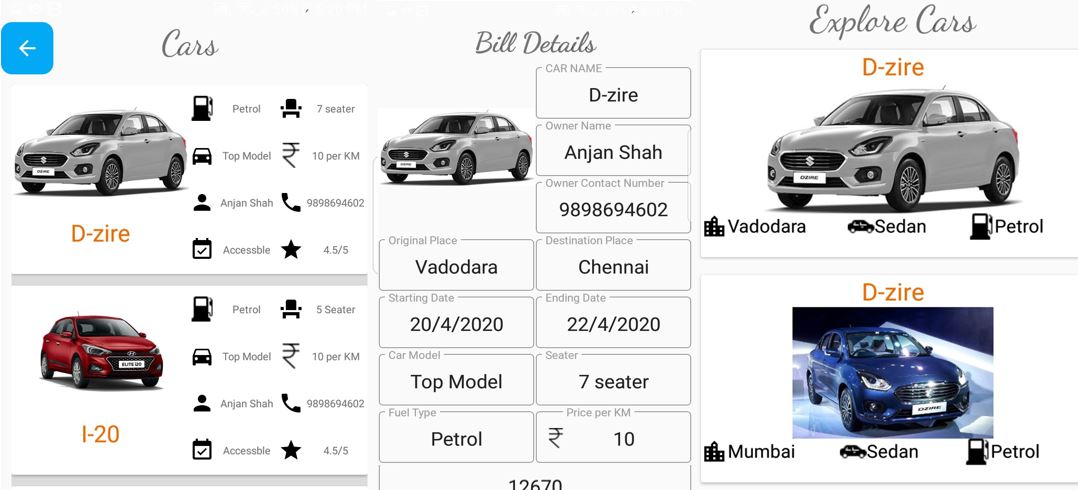 Cars
Petrol 7 seater
Top Model 10 per KM
Anjan Shah 9898694602
D-zire
Accessble 4.5/5
Petrol 5 Seater
Top Model 10 per KM
ELITE i20
Anjan Shah 9898694602
I-20
Accessble 4.5/5
Bill Details
CAR NAME
D-zire
Owner Name
Anjan Shah
Owner Contact Number
9898694602
Original Place Destination Place
Vadodara Chennai
Starting Date Ending Date
20/4/2020 22/4/2020
Car Model Seater
Top Model 7 seater
Fuel Type Price per KM
Petrol ₹ 10
12670
Explore Cars
D-zire
DZIRE
Vadodara Sedan Petrol
D-zire
DZIRE
Mumbai Sedan Petrol